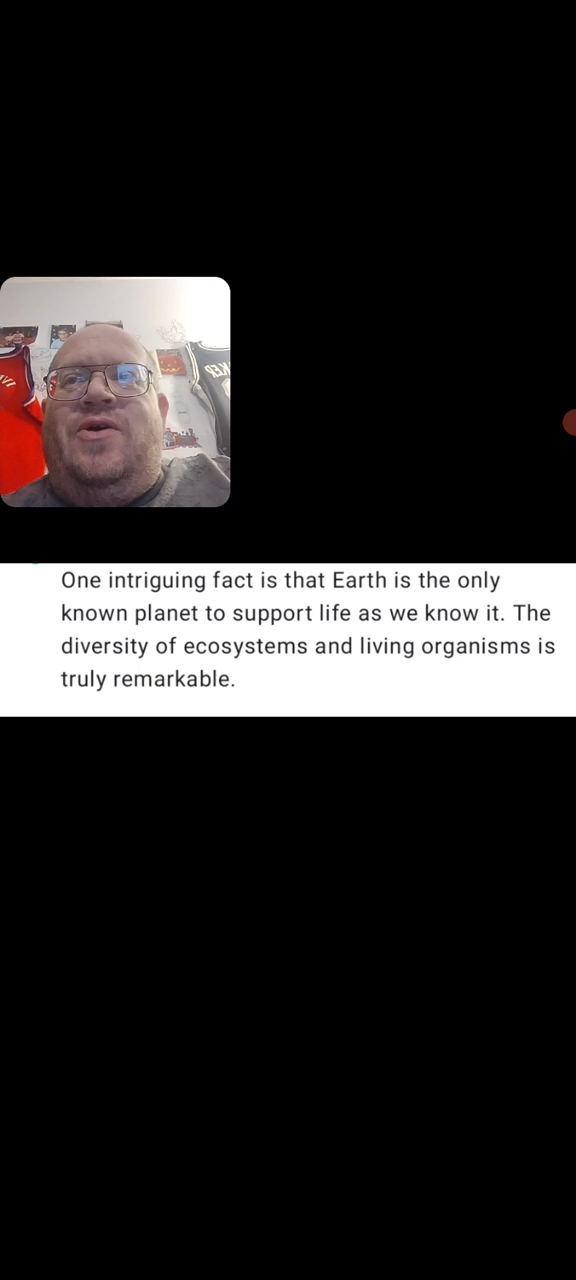 One intriguing fact is that Earth is the only
known planet to support life as we know it. The
diversity of ecosystems and living organisms is
truly remarkable.